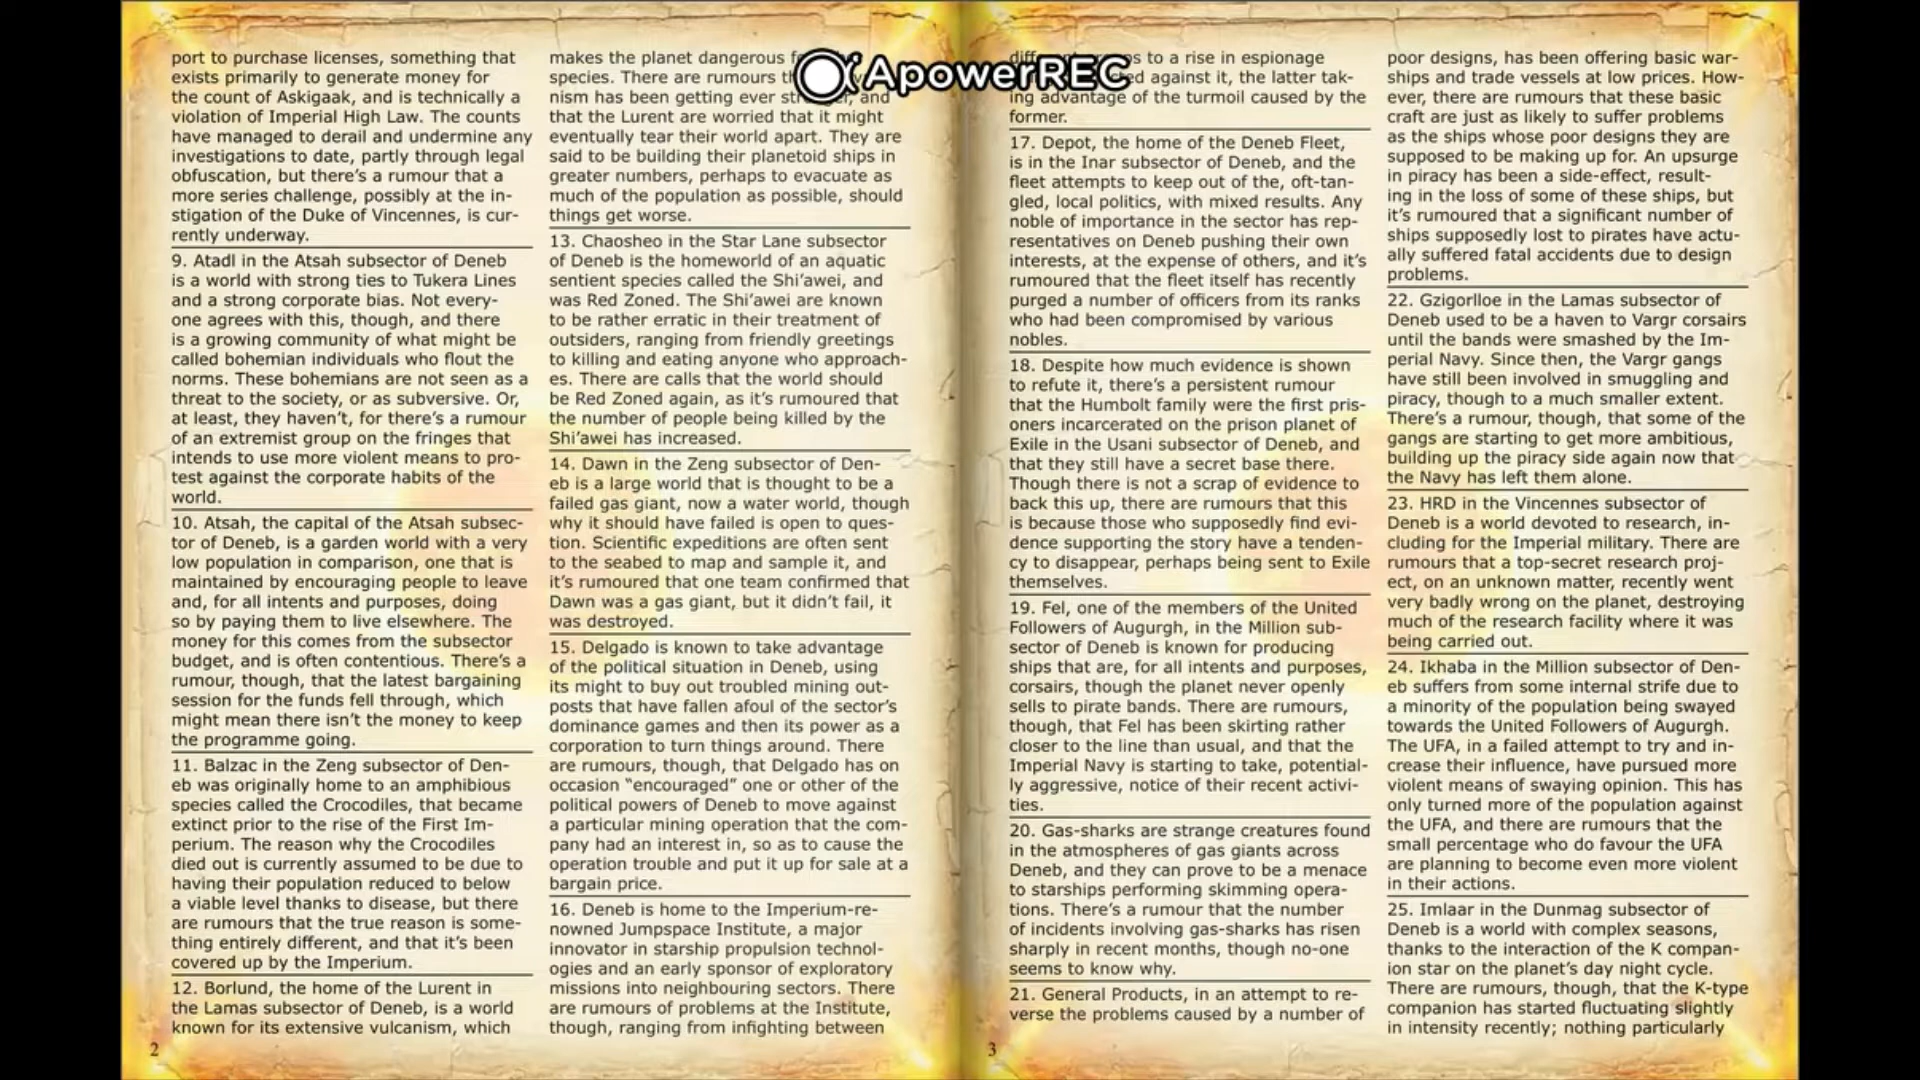 port to purchase licenses, something that
exists primarily to generate money for
the count of Askigaak, and is technically a
violation of Imperial High Law. The counts
have managed to derail and undermine any
investigations to date, partly through legal
obfuscation, but there's a rumour that a
more series challenge, possibly at the in-
stigation of the Duke of Vincennes, is cur-
rently underway.
9. Atadl in the Atsah subsector of Deneb
is a world with strong ties to Tukera Lines
and a strong corporate bias. Not every-
one agrees with this, though, and there
is a growing community of what might be
called bohemian individuals who flout the
norms. These bohemians are not seen as a
threat to the society, or as subversive. Or,
at least, they haven't, for there's a rumour
of an extremist group on the fringes that
intends to use more violent means to pro-
test against the corporate habits of the
world.
10. Atsah, the capital of the Atsah subsec-
tor of Deneb, is a garden world with a very
low population in comparison, one that is
maintained by encouraging people to leave
and, for all intents and purposes, doing
so by paying them to live elsewhere. The
money for this comes from the subsector
budget, and is often contentious. There's a
rumour, though, that the latest bargaining
session for the funds fell through, which
might mean there isn't the money to keep
the programme going.
11. Balzac in the Zeng subsector of Den-
eb was originally home to an amphibious
species called the Crocodiles, that became
extinct prior to the rise of the First Im-
perium. The reason why the Crocodiles
died out is currently assumed to be due to
having their population reduced to below
a viable level thanks to disease, but there
are rumours that the true reason is some-
thing entirely different, and that it's been
covered up by the Imperium.
12. Borlund, the home of the Lurent in
the Lamas subsector of Deneb, is a world
known for its extensive vulcanism, which
2
makes the planet dangerous
species. There are rumours
nism has been getting ever and
that the Lurent are worried that it might
eventually tear their world apart. They are
said to be building their planetoid ships in
greater numbers, perhaps to evacuate as
much of the population as possible, should
things get worse.
13. Chaosheo in the Star Lane subsector
of Deneb is the homeworld of an aquatic
sentient species called the Shi'awei, and
was Red Zoned. The Shi'awei are known
to be rather erratic in their treatment of
outsiders, ranging from friendly greetings
to killing and eating anyone who approach-
es. There are calls that the world should
be Red Zoned again, as it's rumoured that
the number of people being killed by the
Shi'awei has increased.
14. Dawn in the Zeng subsector of Den-
eb is a large world that is thought to be a
failed gas giant, now a water world, though
why it should have failed is open to ques-
tion. Scientific expeditions are often sent
to the seabed to map and sample it, and
it's rumoured that one team confirmed that
Dawn was a gas giant, but it didn't fail, it
was destroyed.
15. Delgado is known to take advantage
of the political situation in Deneb, using
its might to buy out troubled mining out-
posts that have fallen afoul of the sector's
dominance games and then its power as a
corporation to turn things around. There
are rumours, though, that Delgado has on
occasion "encouraged" one or other of the
political powers of Deneb to move against
a particular mining operation that the com-
pany had an interest in, so as to cause the
operation trouble and put it up for sale at a
bargain price.
16. Deneb is home to the Imperium-re-
nowned Jumpspace Institute, a major
innovator in starship propulsion technol-
ogies and an early sponsor of exploratory
missions into neighbouring sectors. There
are rumours of problems at the Institute,
though, ranging from infighting between
ApowerREC
to a rise in espionage
against it, the latter tak-
ing advantage of the turmoil caused by the
former.
17. Depot, the home of the Deneb Fleet,
is in the Inar subsector of Deneb, and the
fleet attempts to keep out of the, oft-tan-
gled, local politics, with mixed results. Any
noble of importance in the sector has rep-
resentatives on Deneb pushing their own
interests, at the expense of others, and it's
rumoured that the fleet itself has recently
purged a number of officers from its ranks
who had been compromised by various
nobles.
18. Despite how much evidence is shown
to refute it, there's a persistent rumour
that the Humbolt family were the first pris-
oners incarcerated on the prison planet of
Exile in the Usani subsector of Deneb, and
that they still have a secret base there.
Though there is not a scrap of evidence to
back this up, there are rumours that this
is because those who supposedly find evi-
dence supporting the story have a tenden-
cy to disappear, perhaps being sent to Exile
themselves.
19. Fel, one of the members of the United
Followers of Augurgh, in the Million sub-
sector of Deneb is known for producing
ships that are, for all intents and purposes,
corsairs, though the planet never openly
sells to pirate bands. There are rumours,
though, that Fel has been skirting rather
closer to the line than usual, and that the
Imperial Navy is starting to take, potential-
ly aggressive, notice of their recent activi-
ties.
20. Gas-sharks are strange creatures found
in the atmospheres of gas giants across
Deneb, and they can prove to be a menace
to starships performing skimming opera-
tions. There's a rumour that the number
of incidents involving gas-sharks has risen
sharply in recent months, though no-one
seems to know why.
21. General Products, in an attempt to re-
verse the problems caused by a number of
3
poor designs, has been offering basic war-
ships and trade vessels at low prices. How-
ever, there are rumours that these basic
craft are just as likely to suffer problems
as the ships whose poor designs they are
supposed to be making up for. An upsurge
in piracy has been a side-effect, result-
ing in the loss of some of these ships, but
it's rumoured that a significant number of
ships supposedly lost to pirates have actu-
ally suffered fatal accidents due to design
problems.
22. Gzigorlloe in the Lamas subsector of
Deneb used to be a haven to Vargr corsairs
until the bands were smashed by the Im-
perial Navy. Since then, the Vargr gangs
have still been involved in smuggling and
piracy, though to a much smaller extent.
There's a rumour, though, that some of the
gangs are starting to get more ambitious,
building up the piracy side again now that
the Navy has left them alone.
23. HRD in the Vincennes subsector of
Deneb is a world devoted to research, in-
cluding for the Imperial military. There are
rumours that a top-secret research proj-
ect, on an unknown matter, recently went
very badly wrong on the planet, destroying
much of the research facility where it was
being carried out.
24. Ikhaba in the Million subsector of Den-
eb suffers from some internal strife due to
a minority of the population being swayed
towards the United Followers of Augurgh.
The UFA, in a failed attempt to try and in-
crease their influence, have pursued more
violent means of swaying opinion. This has
only turned more of the population against
the UFA, and there are rumours that the
small percentage who do favour the UFA
are planning to become even more violent
in their actions.
25. Imlaar in the Dunmag subsector of
Deneb is a world with complex seasons,
thanks to the interaction of the K compan-
ion star on the planet's day night cycle.
There are rumours, though, that the K-type
companion has started fluctuating slightly
in intensity recently; nothing particularly